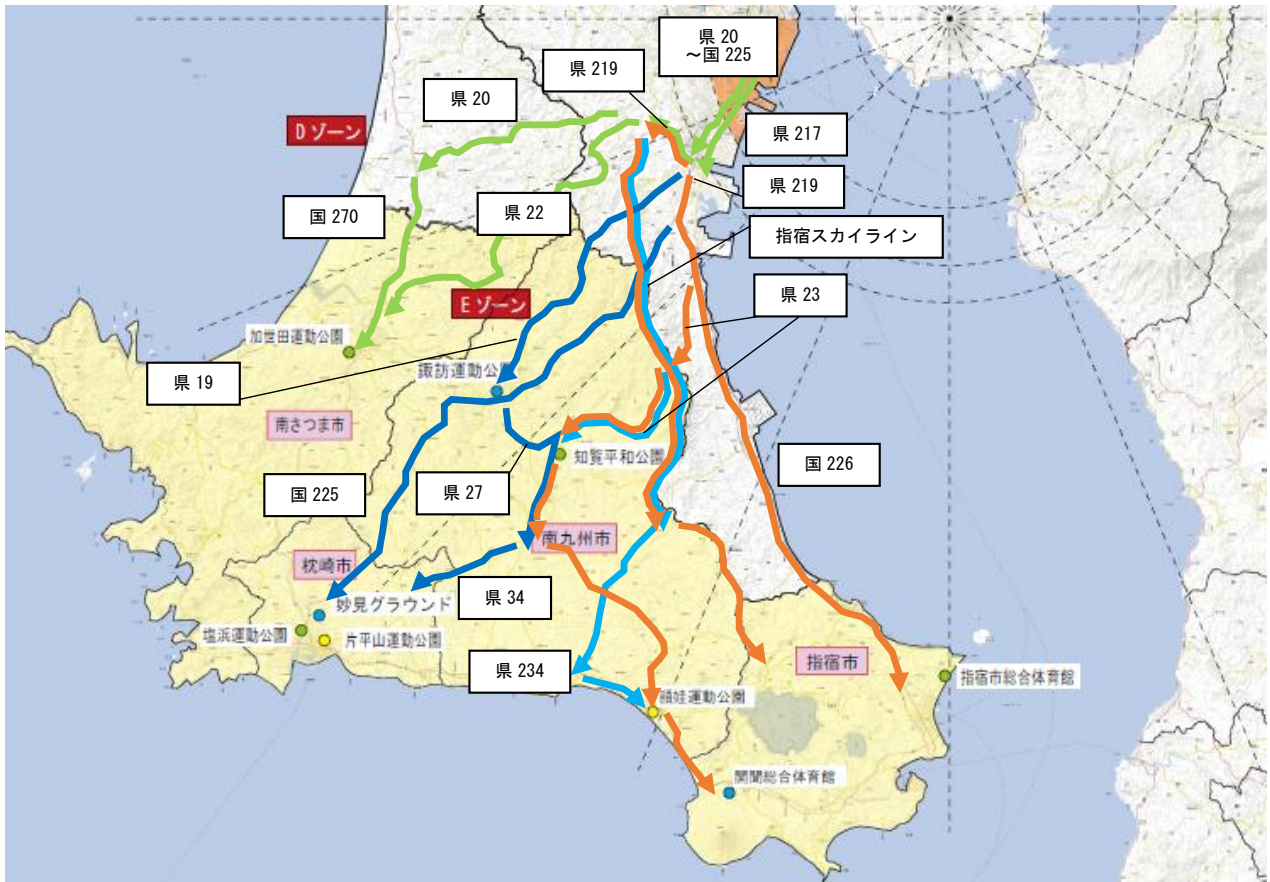 県 20
～国 225
県 219
県 20
県 217
Dゾーン
県 219
国 270
県 22
指宿スカイライン
県 23
Eゾーン
加世田運動公園
県 19
諏訪運動公園
南さつま市
知覧平和公園
国 226
国 225
県 27
南九州市
枕崎市
妙見グラウンド
県 34
塩浜運動公園
片平山運動公園
指宿市
県 234
指宿市総合体育館
頴娃運動公園
開聞総合体育館